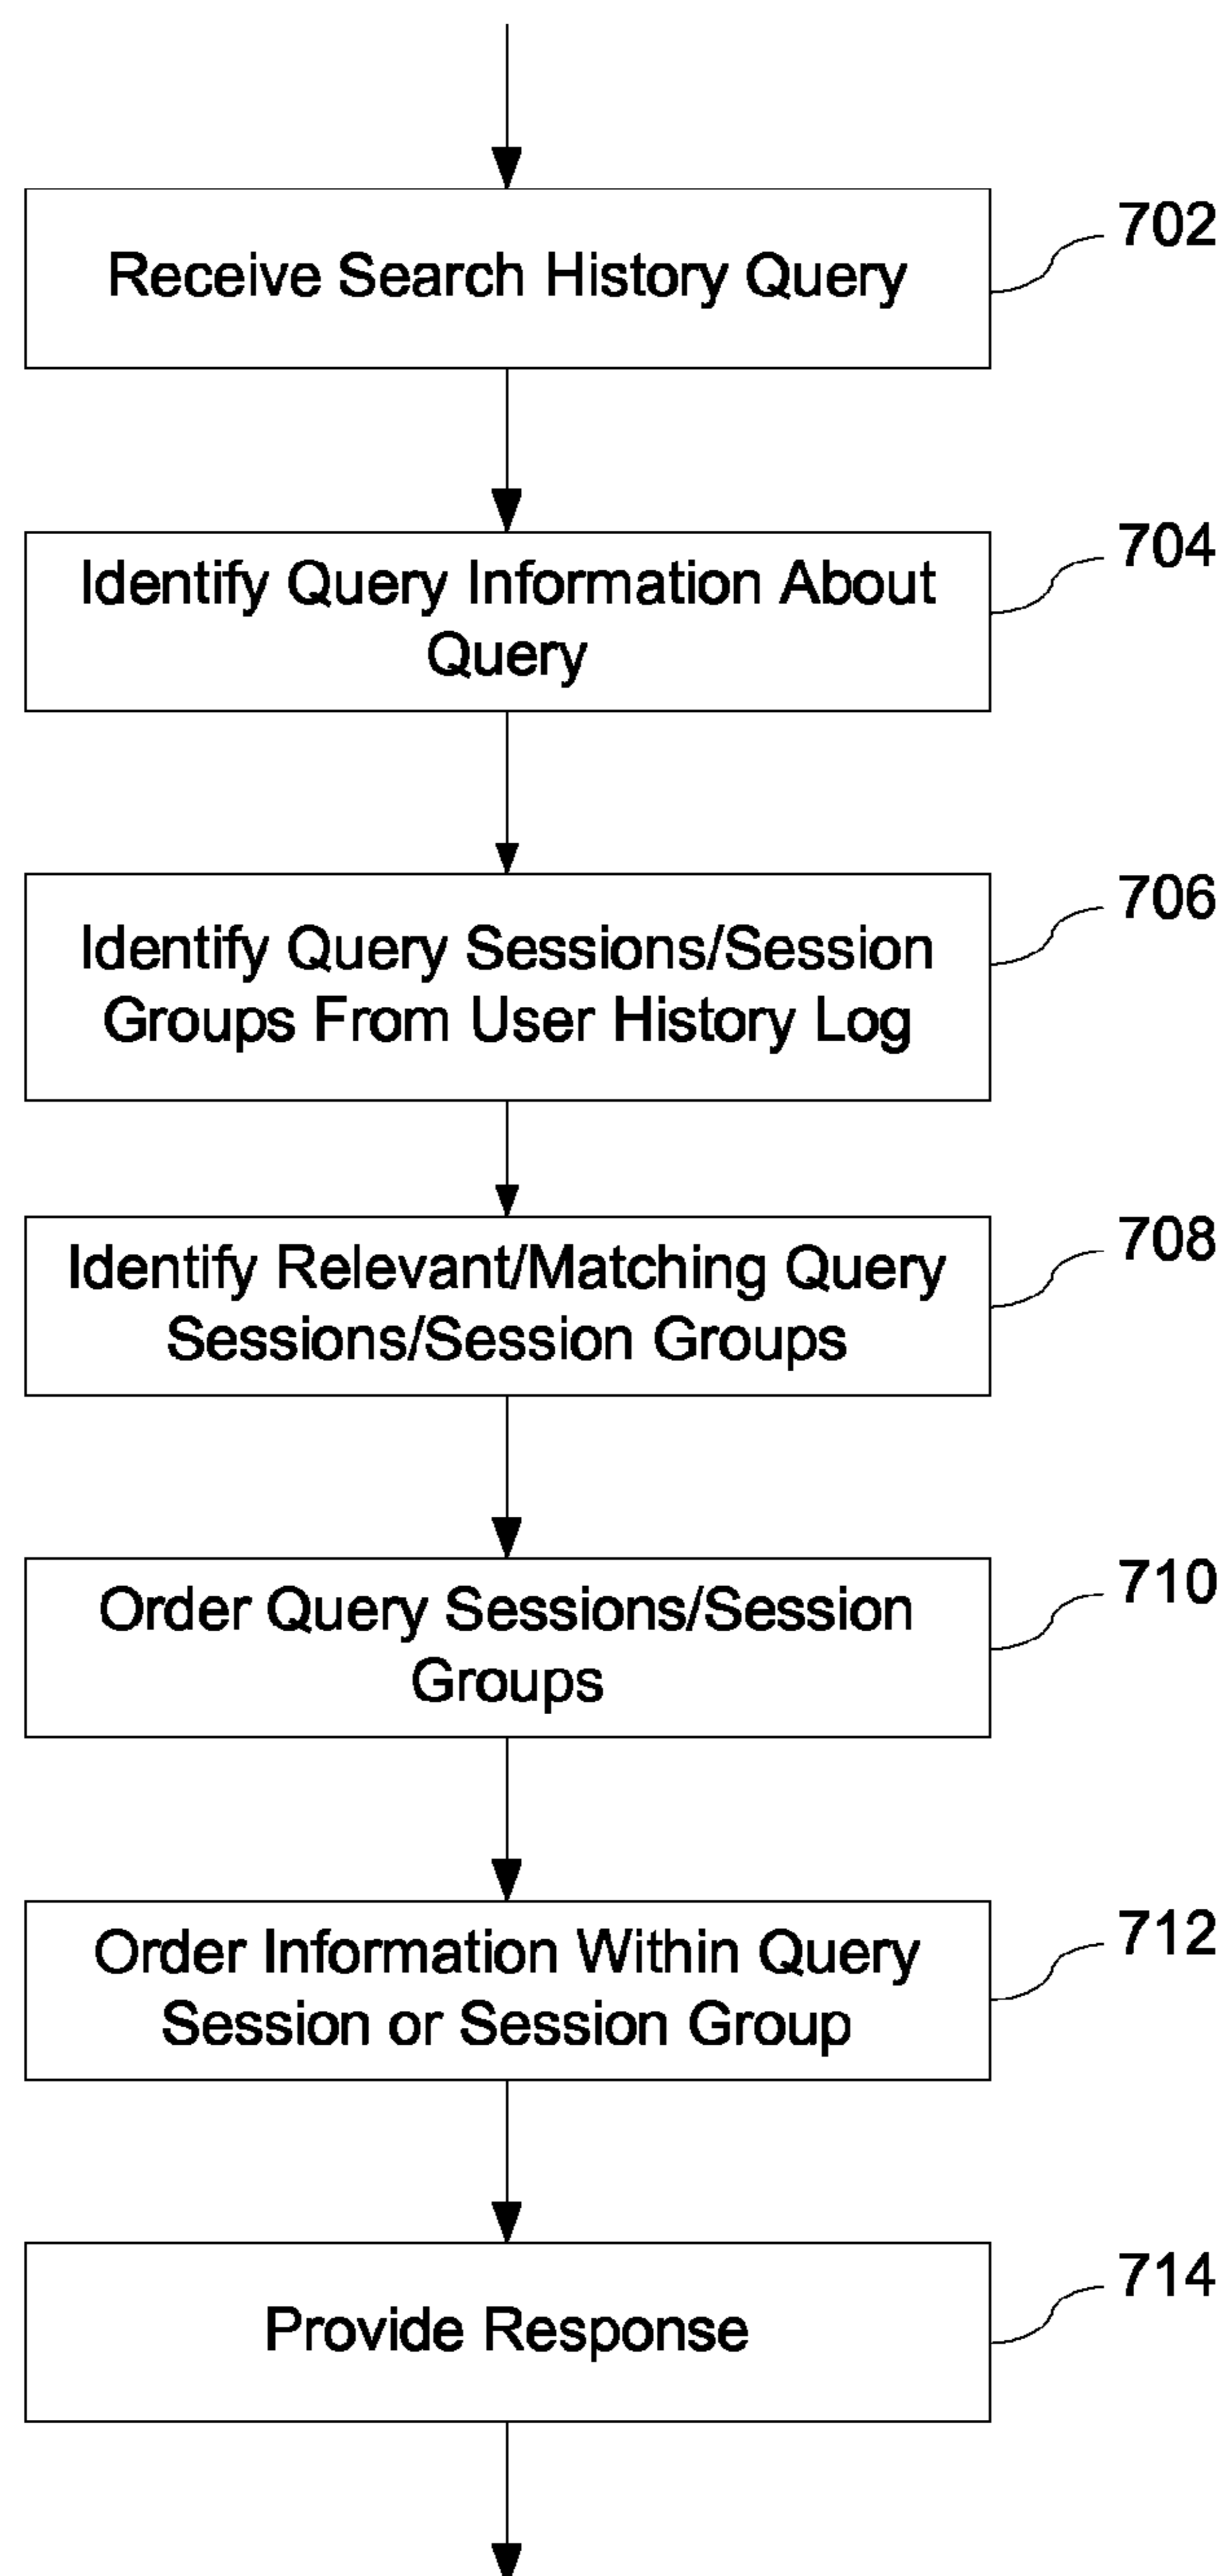 Receive Search History Query
702
Identify Query Information About
Query
704
Identify Query Sessions/Session
Groups From User History Log
706
Identify Relevant/Matching Query
Sessions/Session Groups
708
Order Query Sessions/Session
Groups
710
Order Information Within Query
Session or Session Group
712
Provide Response
714